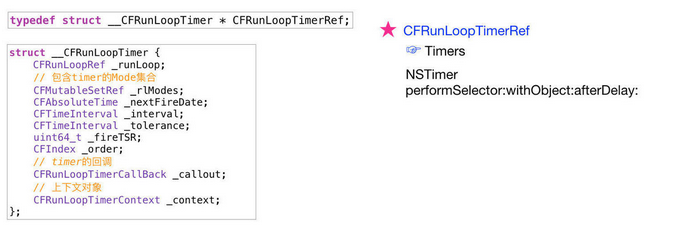 typedef struct __CFRunLoopTimer * CFRunLoopTimerRef;
struct __CFRunLoopTimer {
CFRunLoopRef _runLoop;
// 包含timer的Mode集合
CFMutableSetRef _rlModes;
CFAbsoluteTime _nextFireDate;
CFTimeInterval _interval;
CFTimeInterval _tolerance;
uint64_t _fireTSR;
CFIndex _order;
// timer的回调
CFRunLoopTimerCallBack _callout;
// 上下文对象
CFRunLoopTimerContext _context;
};
CFRunLoopTimerRef
Timers
NSTimer
performSelector:withObject:afterDelay: